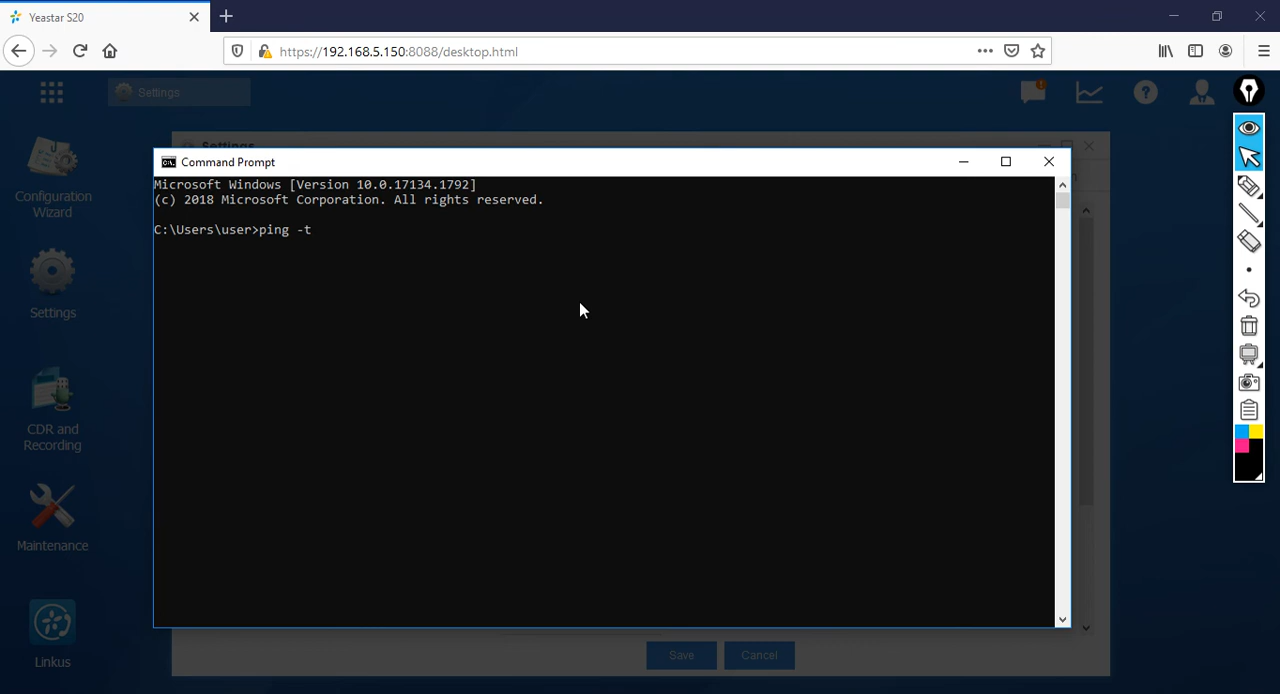 Yeastar S20
https://192.168.5.150:8088/desktop.html
Settings
Settings
Command Prompt
Microsoft Windows [Version 10.0.17134.1792]
(c) 2018 Microsoft Corporation. All rights reserved.
C:\Users\user>ping -t
Configuration
Wizard
Settings
CDR and
Recording
Maintenance
Linkus
Save
Cancel